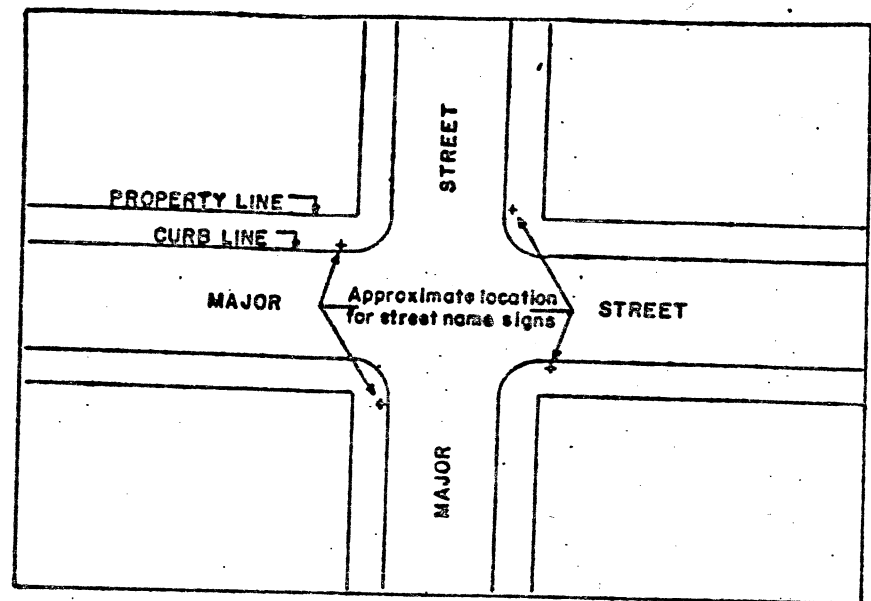 STREET
PROPERTY LINE
CURB LINE
MAJOR
Approximate location
for street name signs
STREET
MAJOR